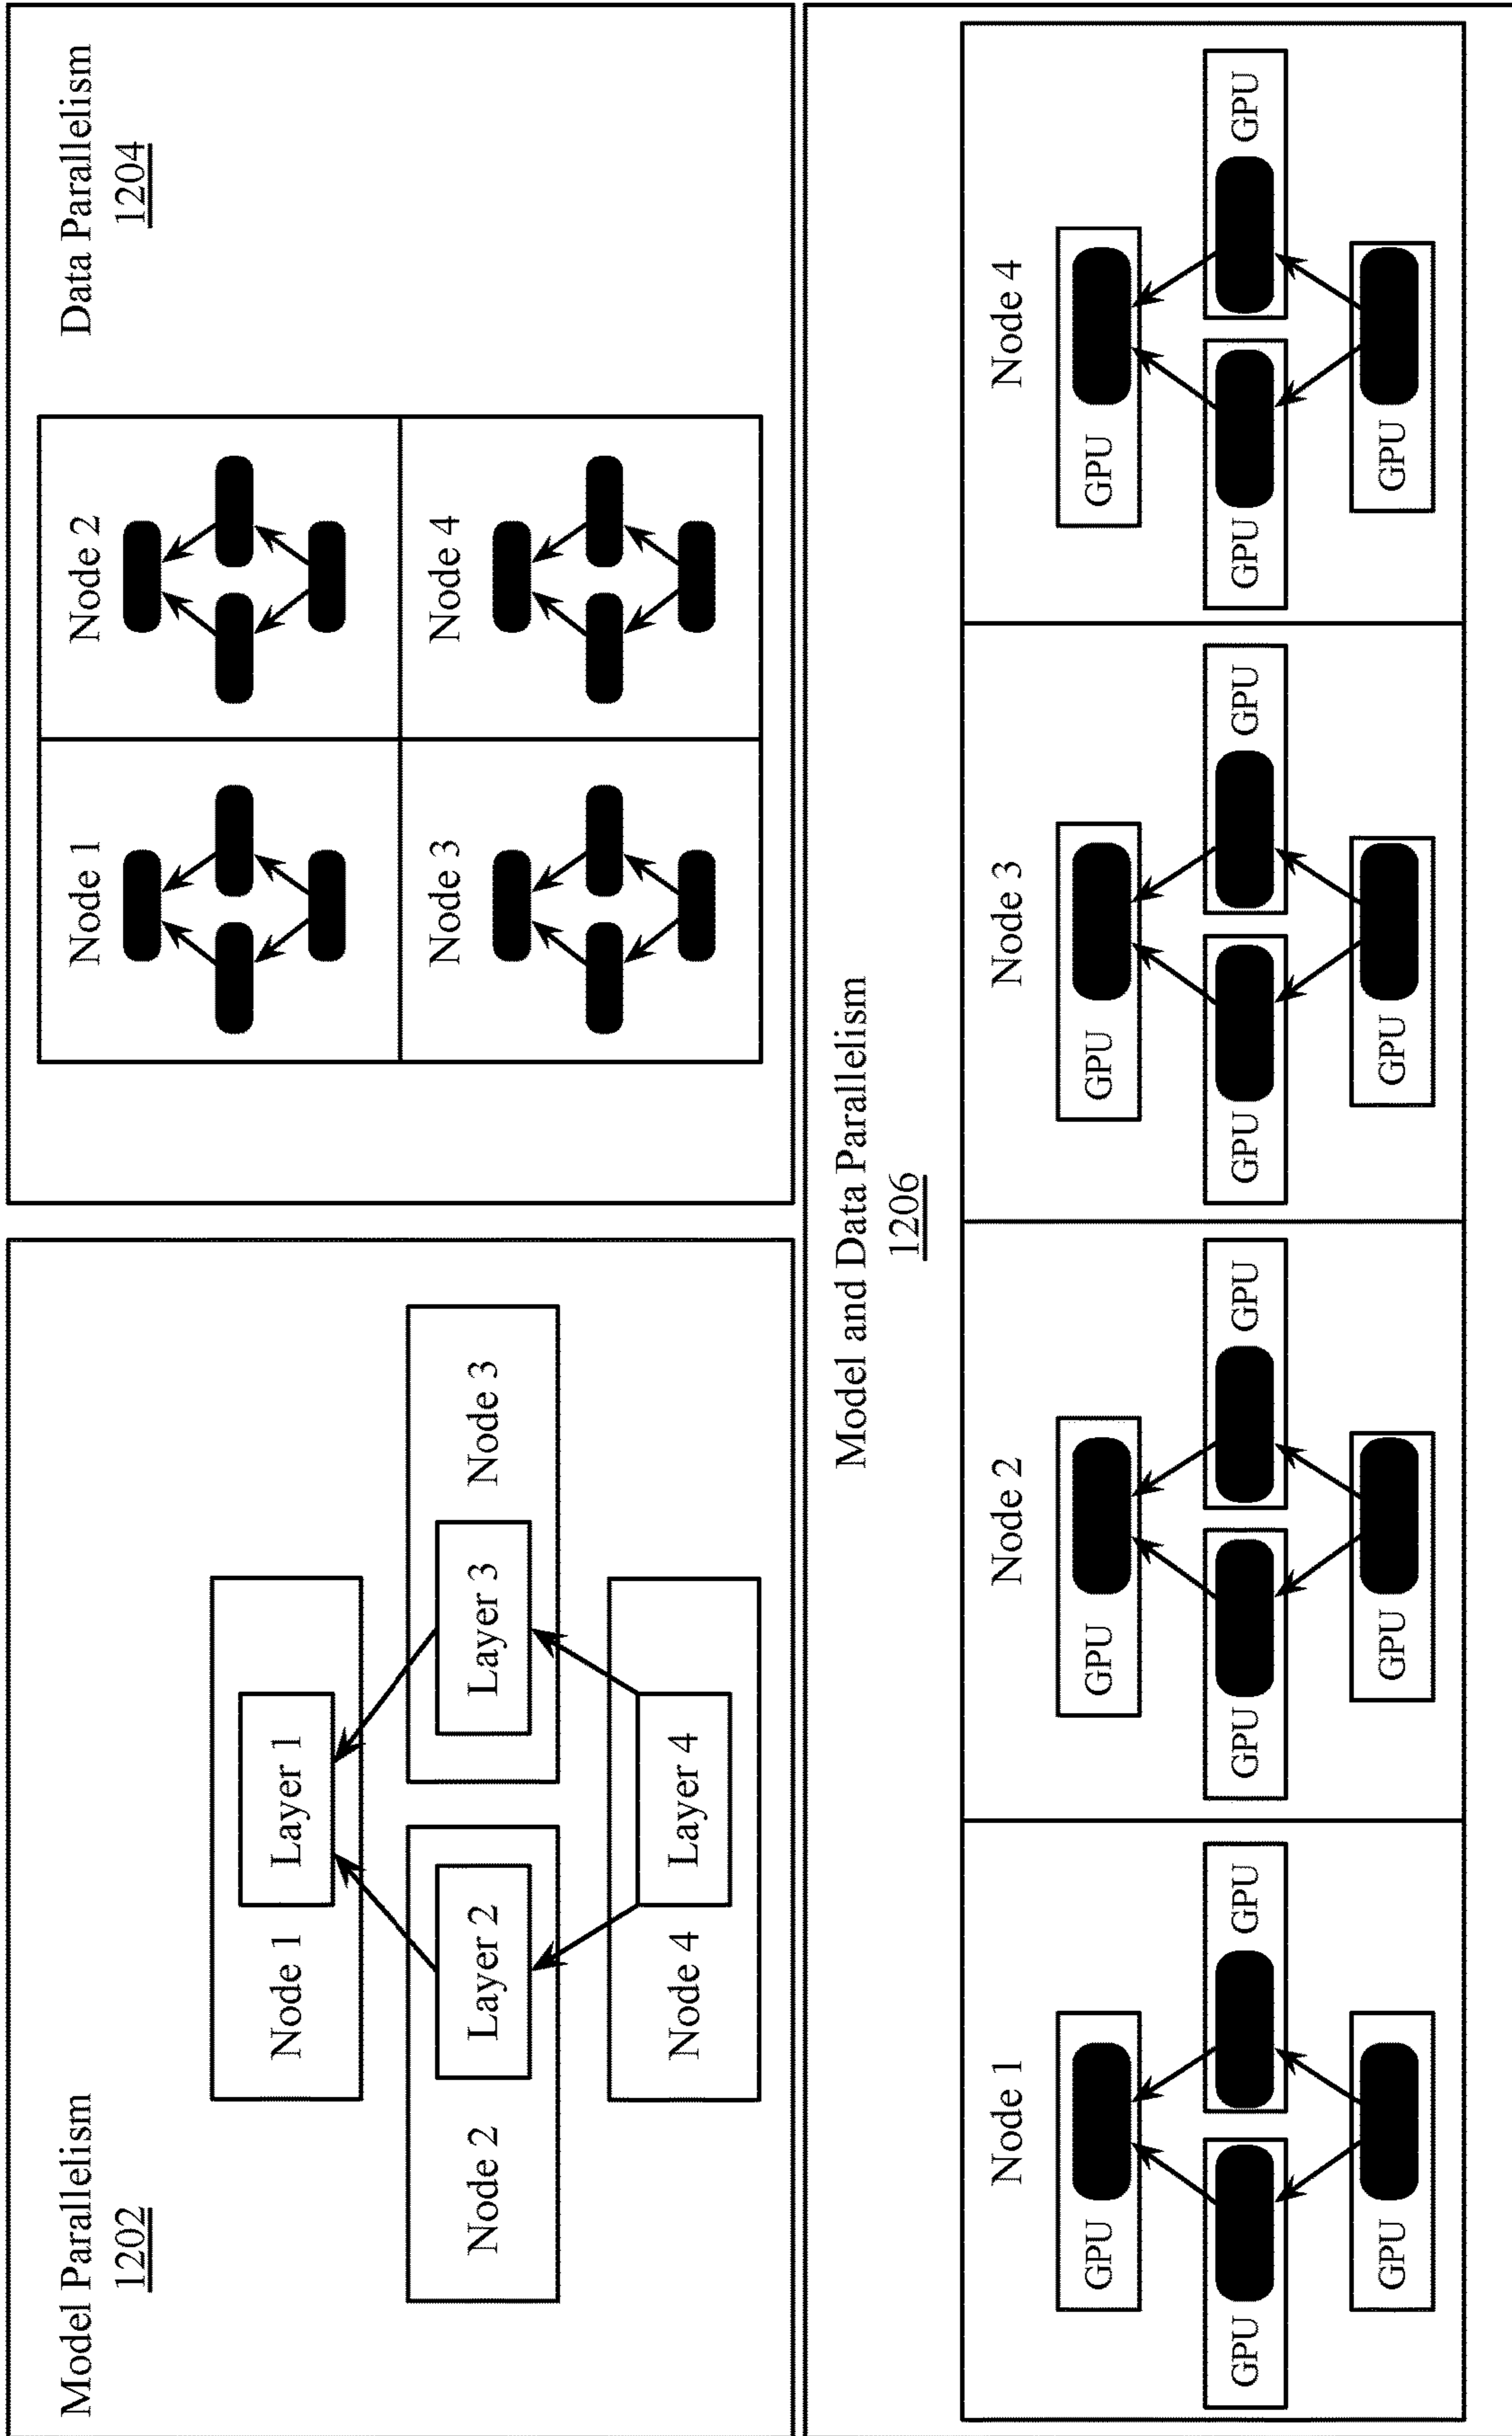 Model Parallelism
1202
Node 1
Layer 1
Node 2
Layer 2
Layer 3
Node 3
Node 4
Layer 4
Data Parallelism
1204
Node 1
Node 2
Node 3
Node 4
Model and Data Parallelism
1206
Node 1
GPU
GPU
GPU
GPU
Node 2
GPU
GPU
GPU
GPU
Node 3
GPU
GPU
GPU
GPU
Node 4
GPU
GPU
GPU
GPU